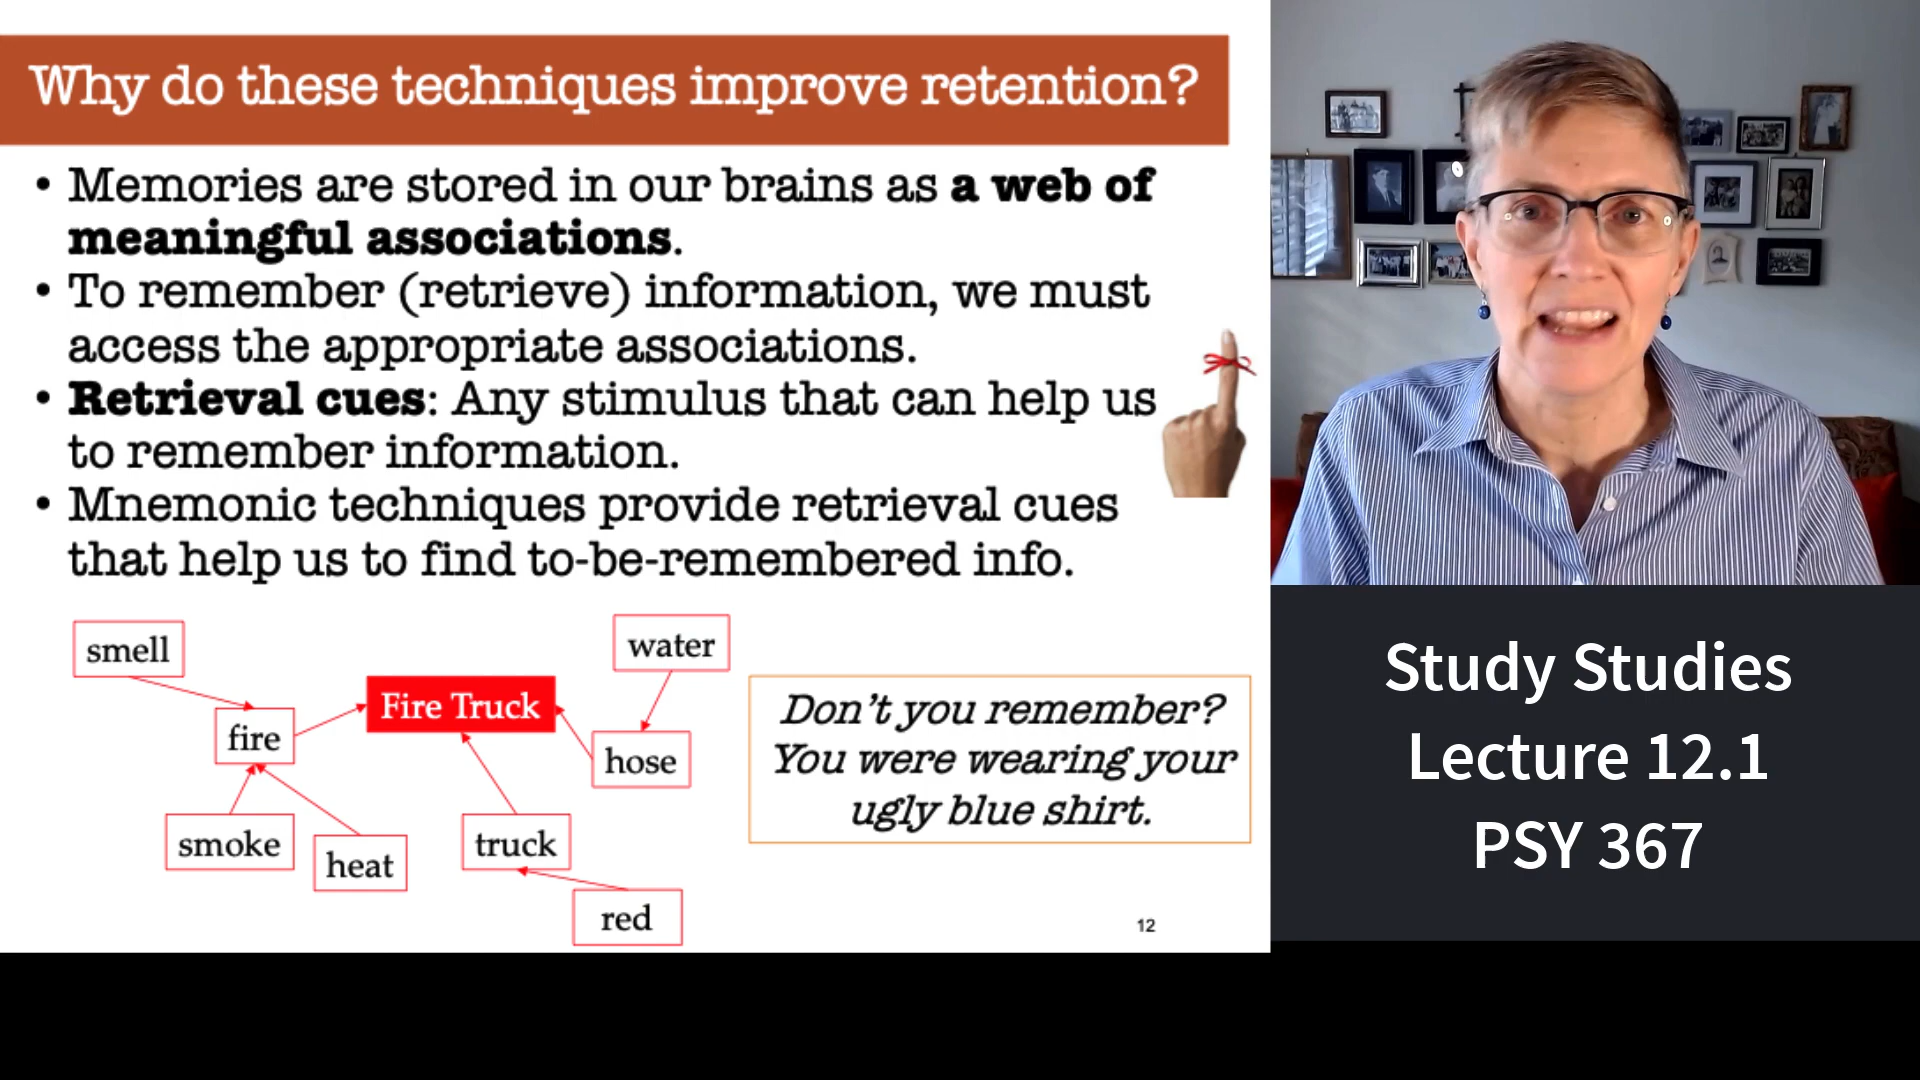 Why do these techniques improve retention?
• Memories are stored in our brains as a web of
meaningful associations.
• To remember (retrieve) information, we must
access the appropriate associations.
• Retrieval cues: Any stimulus that can help us
to remember information.
• Mnemonic techniques provide retrieval cues
that help us to find to-be-remembered info.
smell
water
Fire Truck
fire
hose
smoke
heat
truck
red
Don’t you remember?
You were wearing your
ugly blue shirt.
12
Study Studies
Lecture 12.1
PSY 367